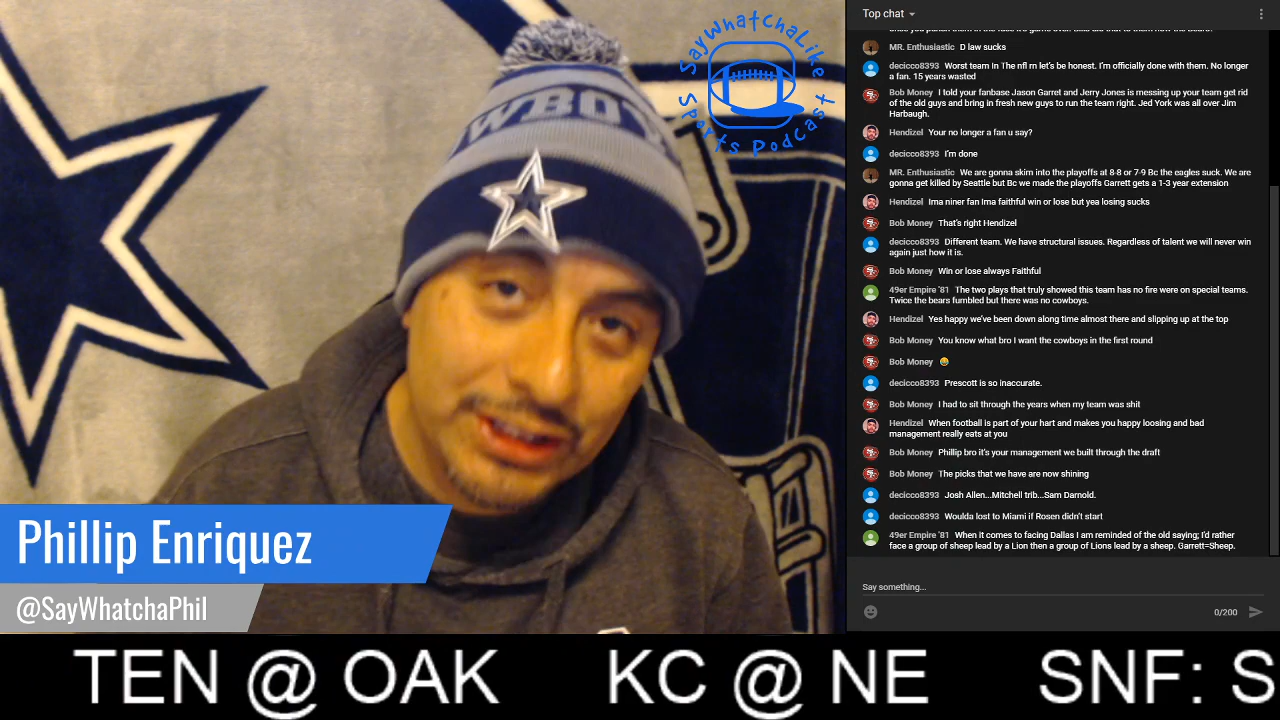 SayWhatChaLike
Sports Podcast
COWBOYS
Phillip Enriquez
@SayWhatchaPhil
Top chat
MR. Enthusiastic D law sucks
decicco8393 Worst team In The nfl rn let's be honest. I'm officially done with them. No longer
a fan. 15 years wasted
Bob Money I told your fanbase Jason Garret and Jerry Jones is messing up your team get rid
of the old guys and bring in fresh new guys to run the team right. Jed York was all over Jim
Harbaugh.
Hendizel Your no longer a fan u say?
decicco8393 I'm done
MR. Enthusiastic We are gonna skim into the playoffs at 8-8 or 7-9 Bc the eagles suck. We are
gonna get killed by Seattle but Bc we made the playoffs Garrett gets a 1-3 year extension
Hendizel Ima niner fan Ima faithful win or lose but yea losing sucks
Bob Money That's right Hendizel
decicco8393 Different team. We have structural issues. Regardless of talent we will never win
again just how it is.
Bob Money Win or lose always Faithful
49er Empire '81 The two plays that truly showed this team has no fire were on special teams.
Twice the bears fumbled but there was no cowboys.
Hendizel Yes happy we've been down along time almost there and slipping up at the top
Bob Money You know what bro I want the cowboys in the first round
Bob Money 😂
decicco8393 Prescott is so inaccurate.
Bob Money I had to sit through the years when my team was shit
Hendizel When football is part of your hart and makes you happy loosing and bad
management really eats at you
Bob Money Phillip bro it's your management we built through the draft
Bob Money The picks that we have are now shining
decicco8393 Josh Allen...Mitchell trib...Sam Darnold.
decicco8393 Woulda lost to Miami if Rosen didn't start
49er Empire '81 When it comes to facing Dallas I am reminded of the old saying; I'd rather
face a group of sheep lead by a Lion then a group of Lions lead by a sheep. Garrett=Sheep.
Say something...
0/200
TEN @ OAK KC @ NE SNF: S